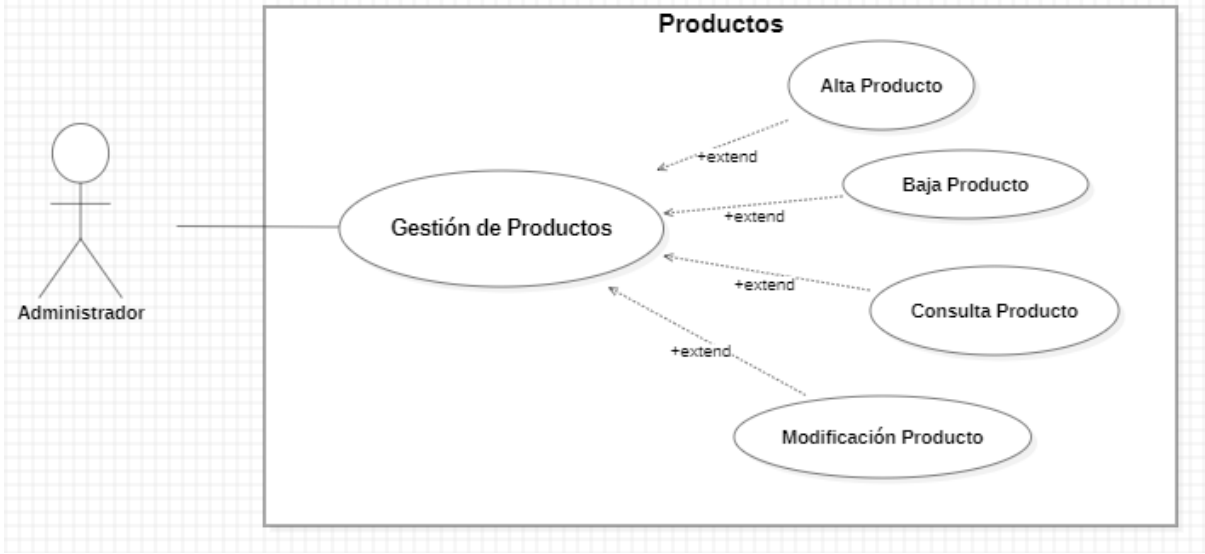 Productos
Alta Producto
+extend
Baja Producto
+extend
Gestión de Productos
+extend
Consulta Producto
Administrador
+extend
Modificación Producto